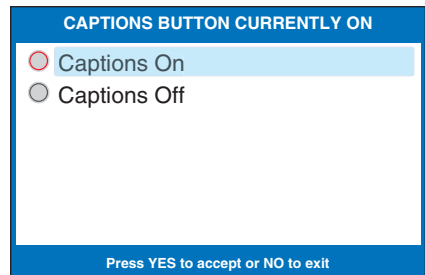 CAPTIONS BUTTON CURRENTLY ON
Captions On
Captions Off
Press YES to accept or NO to exit